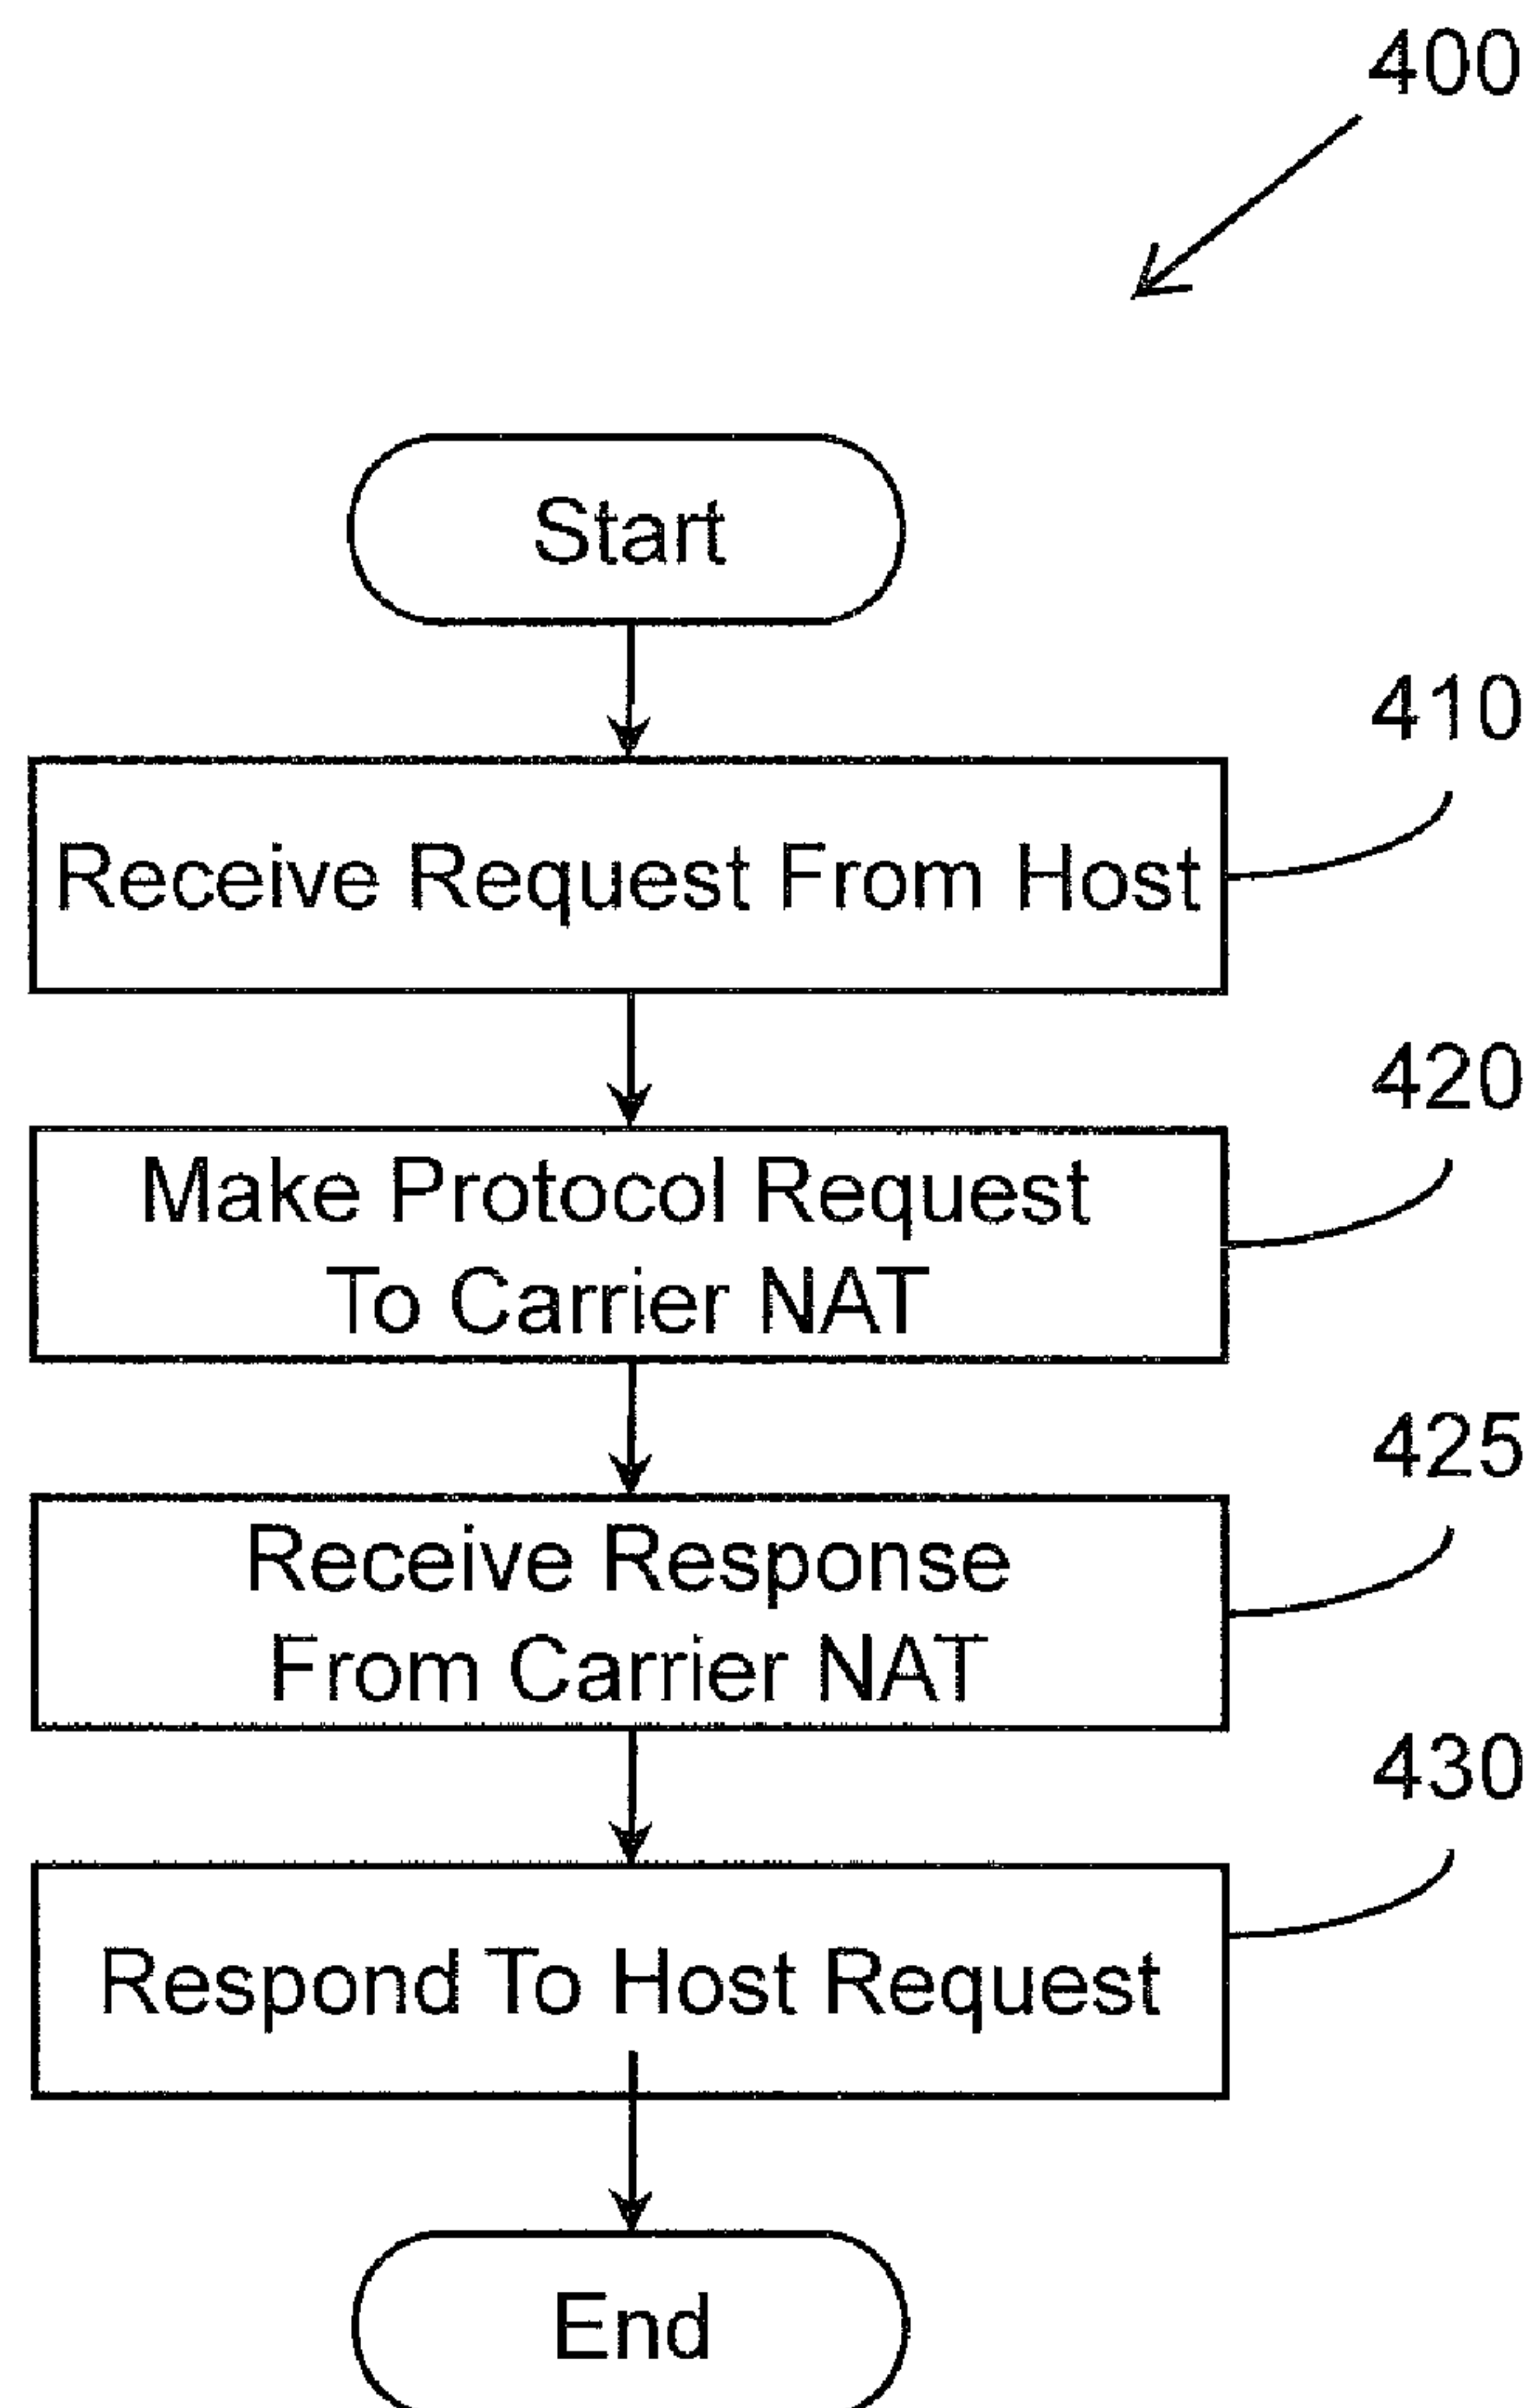 400
Start
410
Receive Request From Host
420
Make Protocol Request
To Carrier NAT
425
Receive Response
From Carrier NAT
430
Respond To Host Request
End